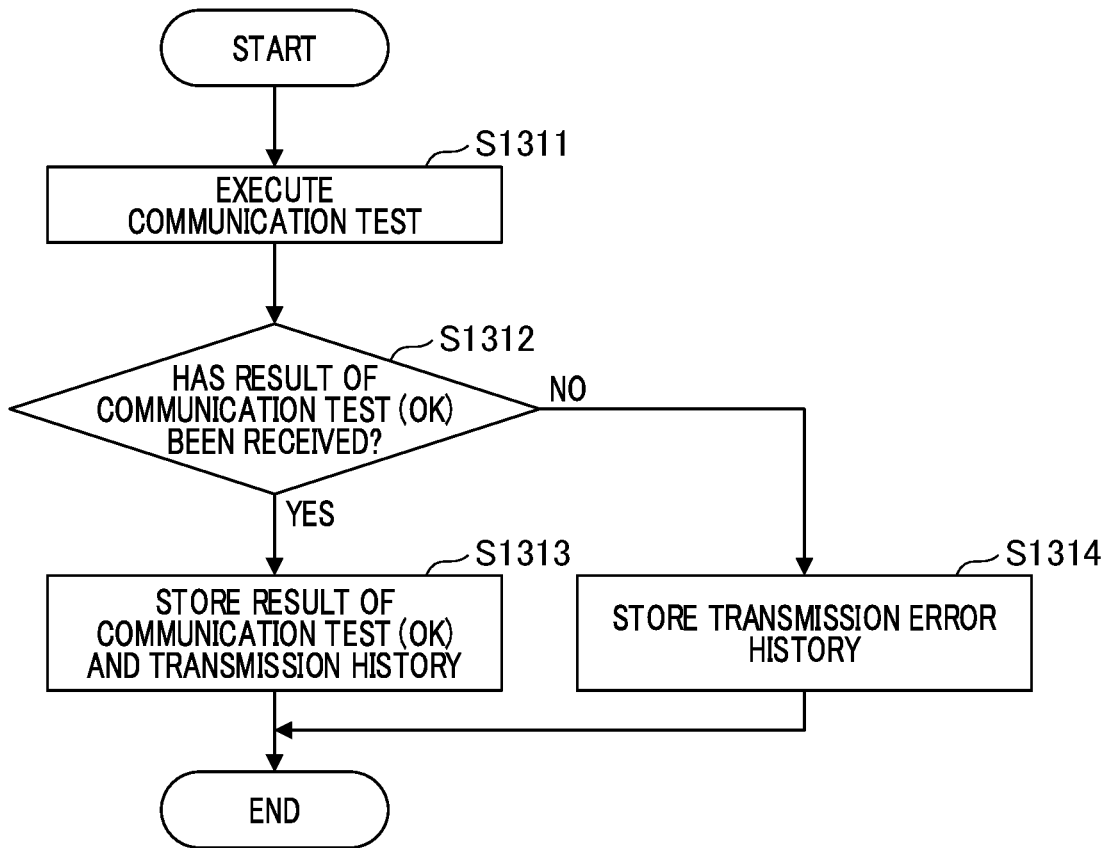 START
S1311
EXECUTE
COMMUNICATION TEST
S1312
HAS RESULT OF
COMMUNICATION TEST (OK)
BEEN RECEIVED?
NO
YES
S1313
STORE RESULT OF
COMMUNICATION TEST (OK)
AND TRANSMISSION HISTORY
S1314
STORE TRANSMISSION ERROR
HISTORY
END